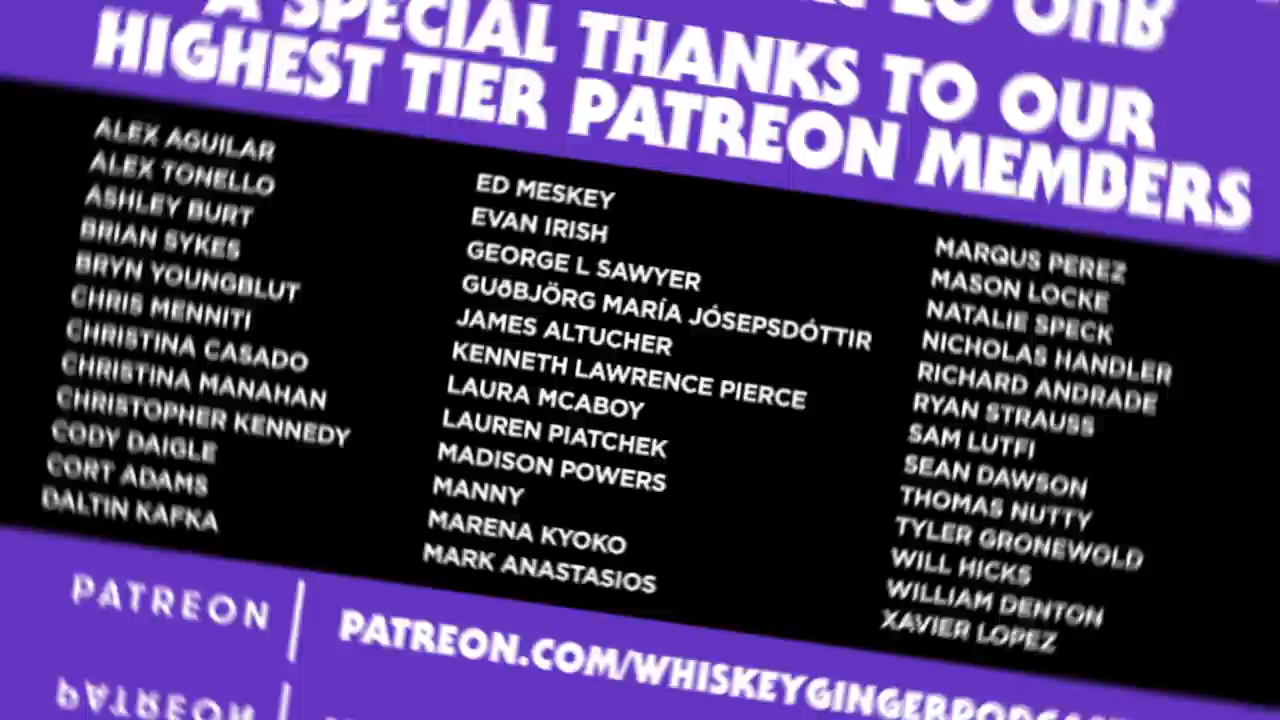 A SPECIAL THANKS TO OUR
HIGHEST TIER PATREON MEMBERS
ALEX AGUILAR
ALEX TONELLO
ASHLEY BURT
BRIAN SYKES
BRYN YOUNGBLUT
CHRIS MENNITI
CHRISTINA CASADO
CHRISTINA MANAHAN
CHRISTOPHER KENNEDY
CODY DAIGLE
CORT ADAMS
DALTIN KAFKA
ED MESKEY
EVAN IRISH
GEORGE L SAWYER
GUðBJÖRG MARÍA JÓSEPSDÓTTIR
JAMES ALTUCHER
KENNETH LAWRENCE PIERCE
LAURA MCABOY
LAUREN PIATCHEK
MADISON POWERS
MANNY
MARENA KYOKO
MARK ANASTASIOS
MARQUS PEREZ
MASON LOCKE
NATALIE SPECK
NICHOLAS HANDLER
RICHARD ANDRADE
RYAN STRAUSS
SAM LUTFI
SEAN DAWSON
THOMAS NUTTY
TYLER GRONEWOLD
WILL HICKS
WILLIAM DENTON
XAVIER LOPEZ
PATREON
PATREON.COM/WHISKEYGINGERPODCAS